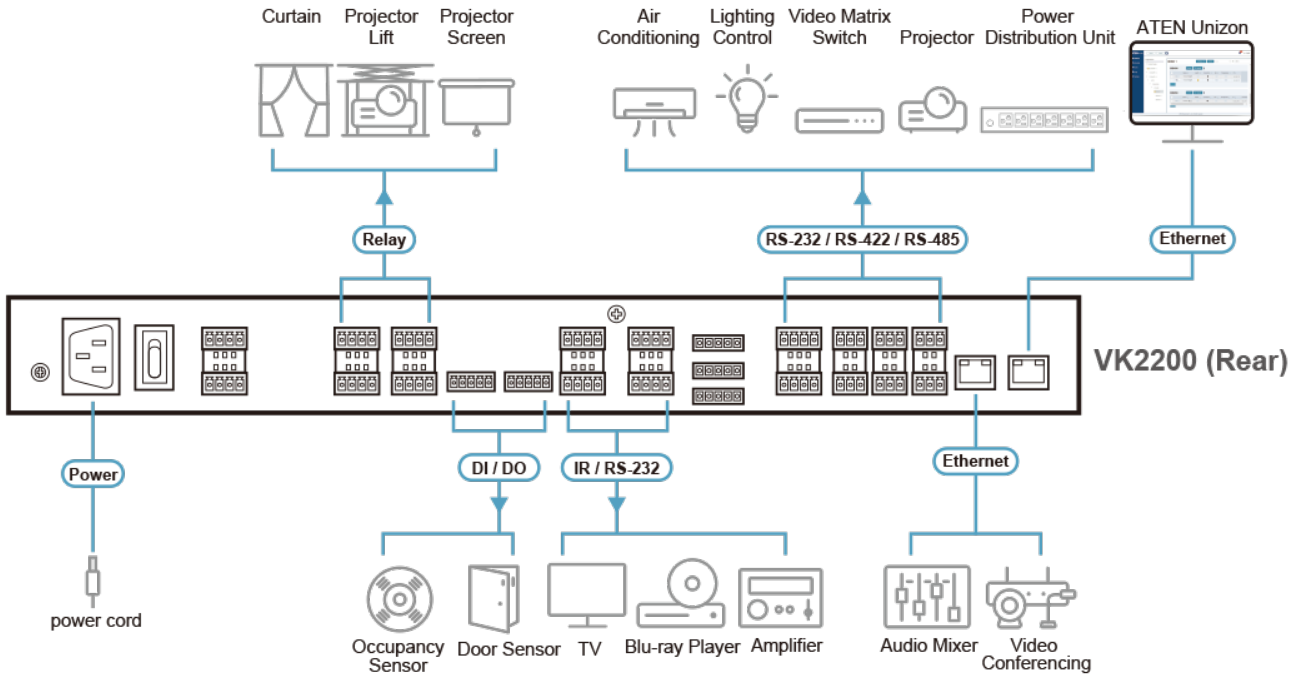 Curtain
Projector
Lift
Projector
Screen
Air
Conditioning
Lighting
Control
Video Matrix
Switch
Projector
Power
Distribution Unit
ATEN Unizon
Relay
RS-232 / RS-422 / RS-485
Ethernet
VK2200 (Rear)
Power
DI / DO
IR / RS-232
Ethernet
power cord
Occupancy
Sensor
Door Sensor
TV
Blu-ray Player
Amplifier
Audio Mixer
Video
Conferencing